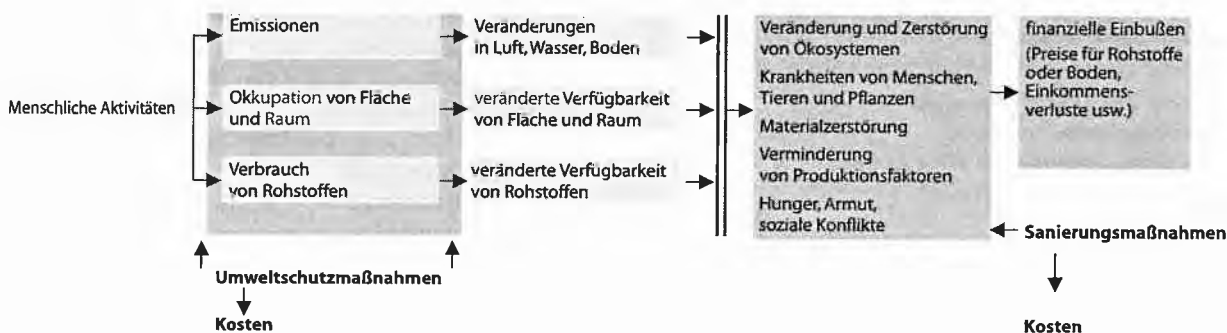 Menschliche Aktivitäten
Emissionen
Okkupation von Fläche
und Raum
Verbrauch
von Rohstoffen
Veränderungen
in Luft, Wasser, Boden
veränderte Verfügbarkeit
von Fläche und Raum
veränderte Verfügbarkeit
von Rohstoffen
Veränderung und Zerstörung
von Ökosystemen
Krankheiten von Menschen,
Tieren und Pflanzen
Materialzerstörung
Verminderung
von Produktionsfaktoren
Hunger, Armut,
soziale Konflikte
finanzielle Einbußen
(Preise für Rohstoffe
oder Boden,
Einkommens-
verluste usw.)
Umweltschutzmaßnahmen
Kosten
Sanierungsmaßnahmen
Kosten